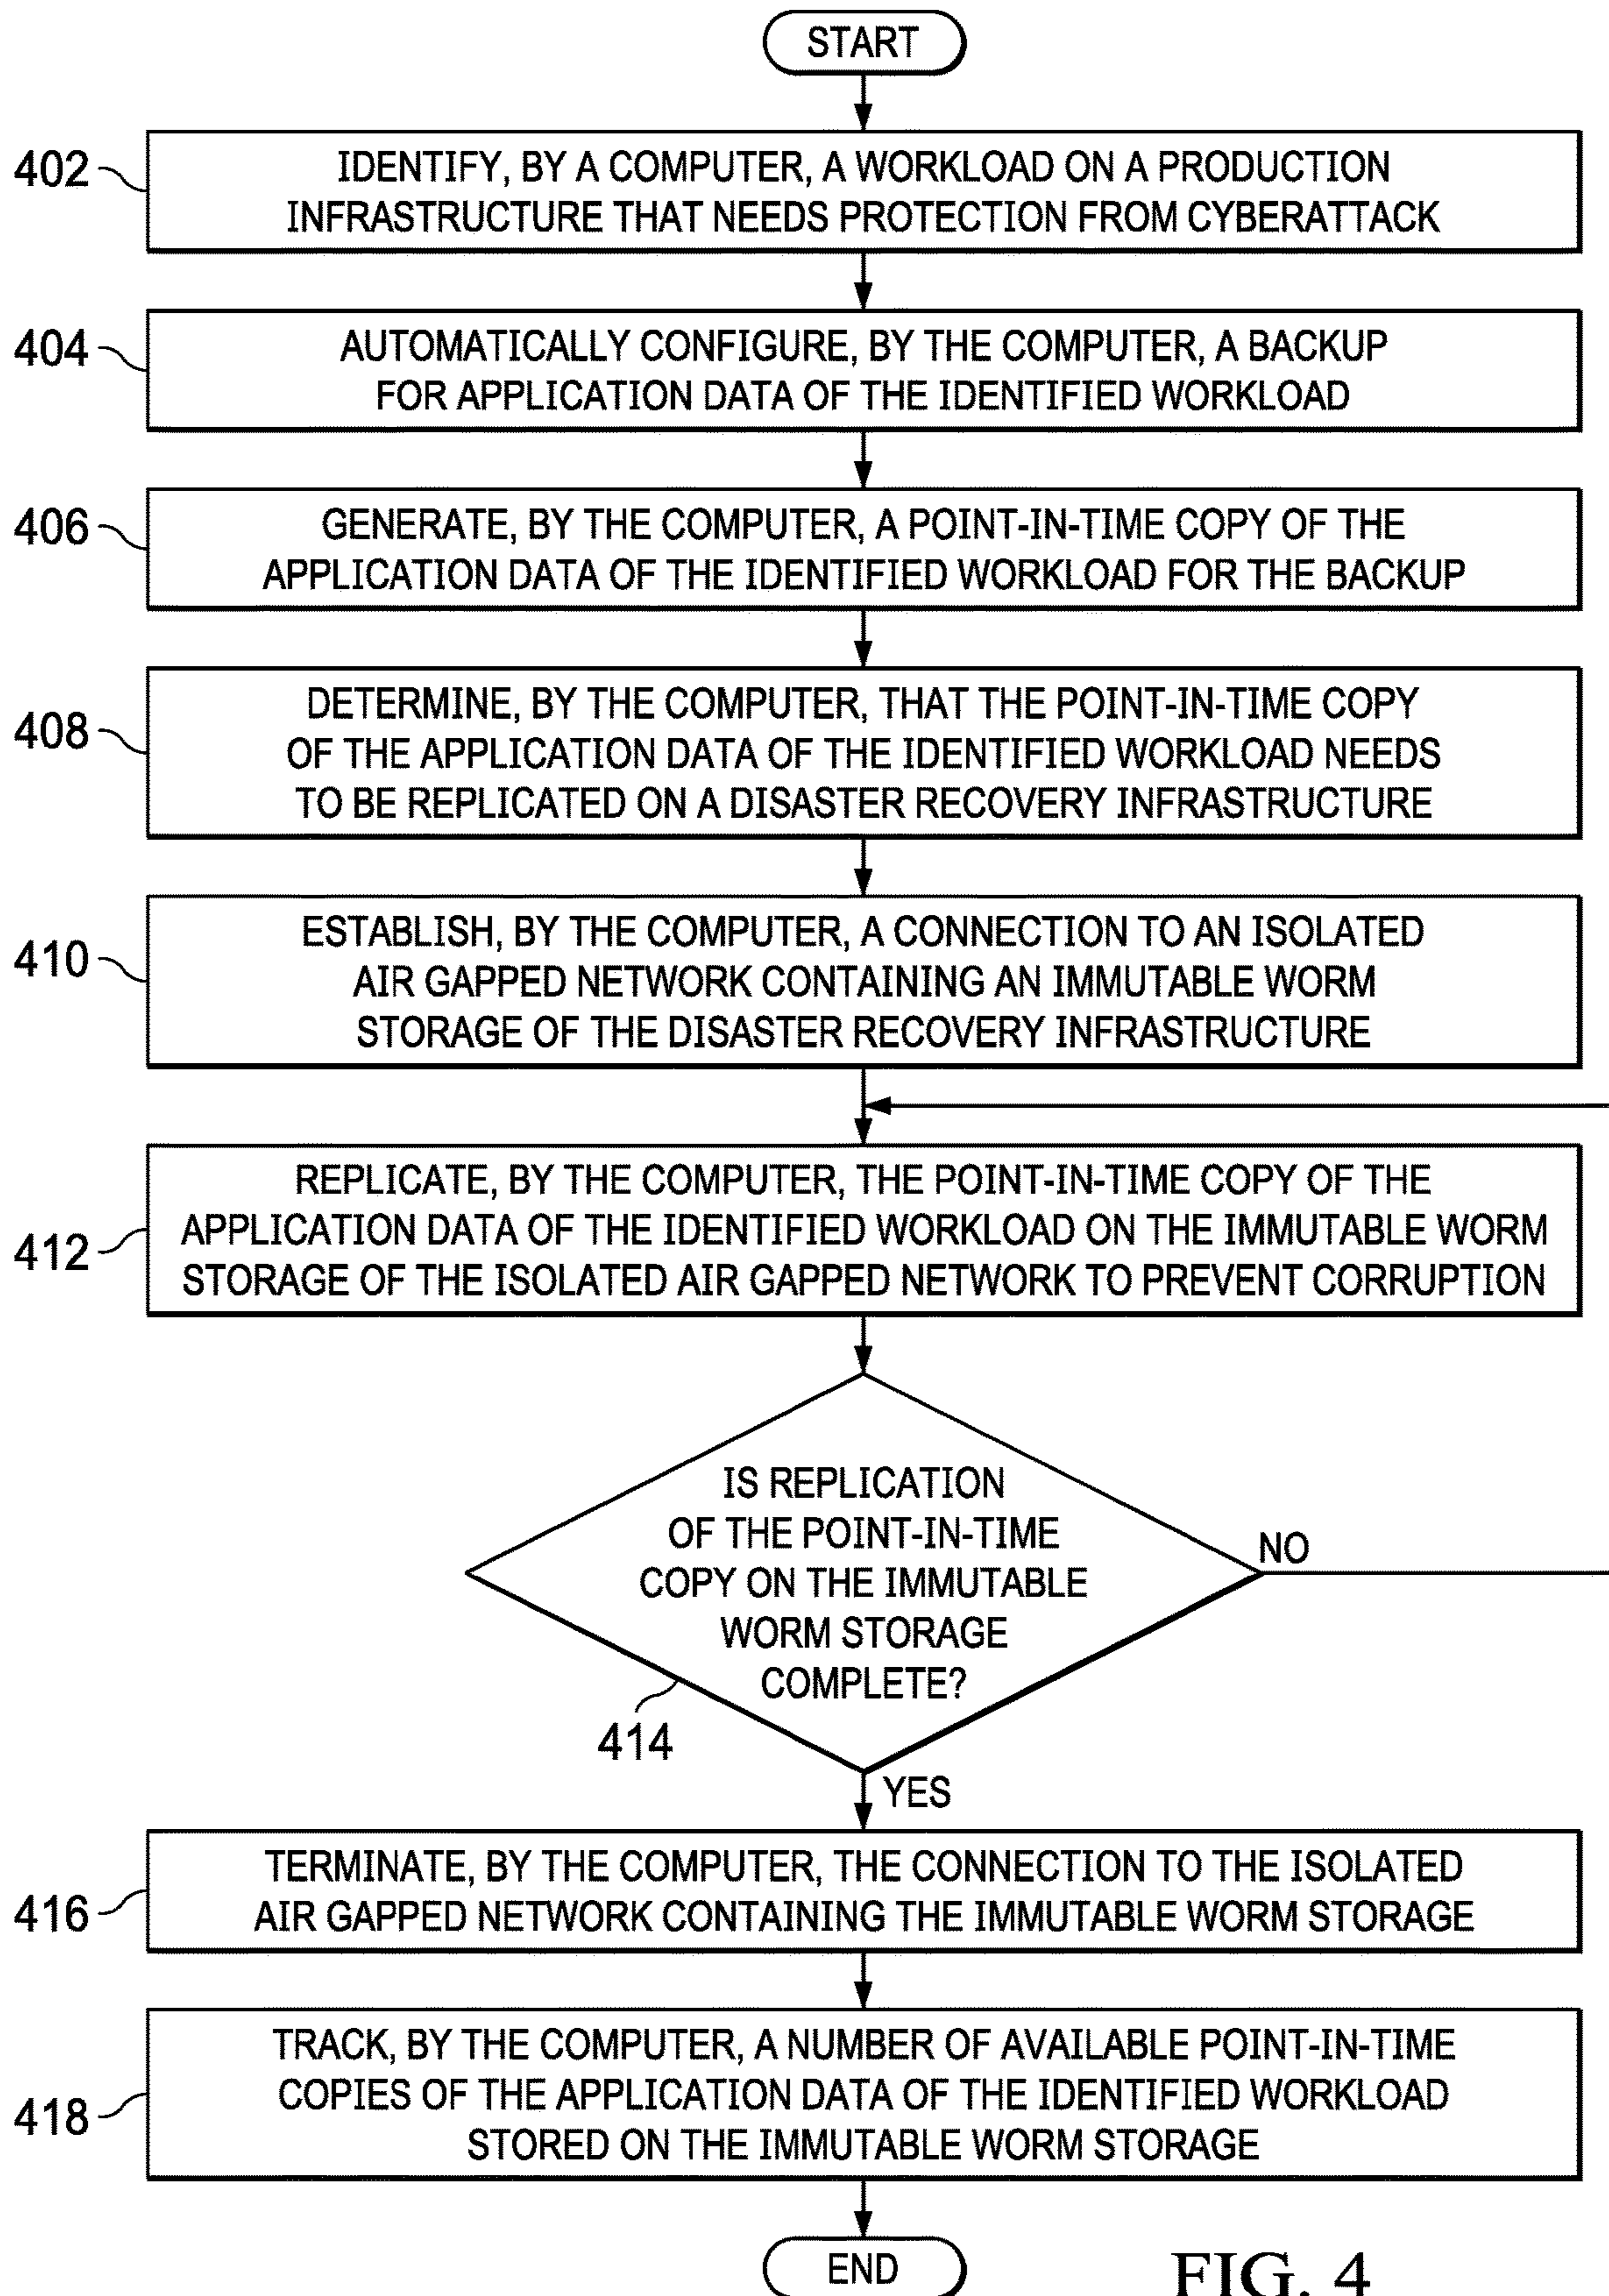 START
402
IDENTIFY, BY A COMPUTER, A WORKLOAD ON A PRODUCTION
INFRASTRUCTURE THAT NEEDS PROTECTION FROM CYBERATTACK
404
AUTOMATICALLY CONFIGURE, BY THE COMPUTER, A BACKUP
FOR APPLICATION DATA OF THE IDENTIFIED WORKLOAD
406
GENERATE, BY THE COMPUTER, A POINT-IN-TIME COPY OF THE
APPLICATION DATA OF THE IDENTIFIED WORKLOAD FOR THE BACKUP
408
DETERMINE, BY THE COMPUTER, THAT THE POINT-IN-TIME COPY
OF THE APPLICATION DATA OF THE IDENTIFIED WORKLOAD NEEDS
TO BE REPLICATED ON A DISASTER RECOVERY INFRASTRUCTURE
410
ESTABLISH, BY THE COMPUTER, A CONNECTION TO AN ISOLATED
AIR GAPPED NETWORK CONTAINING AN IMMUTABLE WORM
STORAGE OF THE DISASTER RECOVERY INFRASTRUCTURE
412
REPLICATE, BY THE COMPUTER, THE POINT-IN-TIME COPY OF THE
APPLICATION DATA OF THE IDENTIFIED WORKLOAD ON THE IMMUTABLE WORM
STORAGE OF THE ISOLATED AIR GAPPED NETWORK TO PREVENT CORRUPTION
IS REPLICATION
OF THE POINT-IN-TIME
COPY ON THE IMMUTABLE
WORM STORAGE
COMPLETE?
NO
414
YES
416
TERMINATE, BY THE COMPUTER, THE CONNECTION TO THE ISOLATED
AIR GAPPED NETWORK CONTAINING THE IMMUTABLE WORM STORAGE
418
TRACK, BY THE COMPUTER, A NUMBER OF AVAILABLE POINT-IN-TIME
COPIES OF THE APPLICATION DATA OF THE IDENTIFIED WORKLOAD
STORED ON THE IMMUTABLE WORM STORAGE
END
FIG. 4